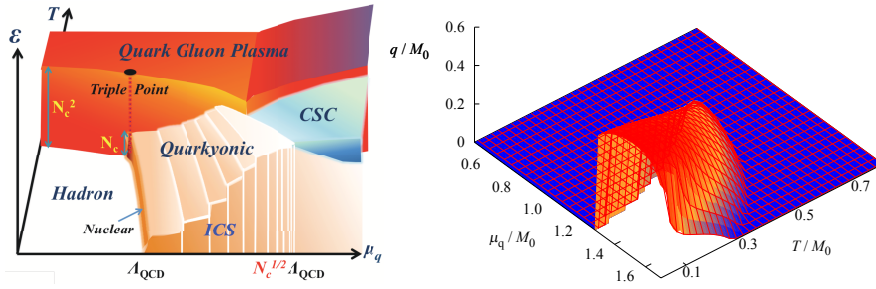 T
ε
Quark Gluon Plasma
Triple Point
N_c^2
CSC
N_c
Quarkyonic
Hadron
Nuclear
ICS
μ_q
Λ_QCD
N_c^{1/2} Λ_QCD
q / M_0
0.6
0.4
0.2
0
0.6
0.8
1.0
1.2
1.4
1.6
μ_q / M_0
0.1
0.3
0.5
0.7
T / M_0